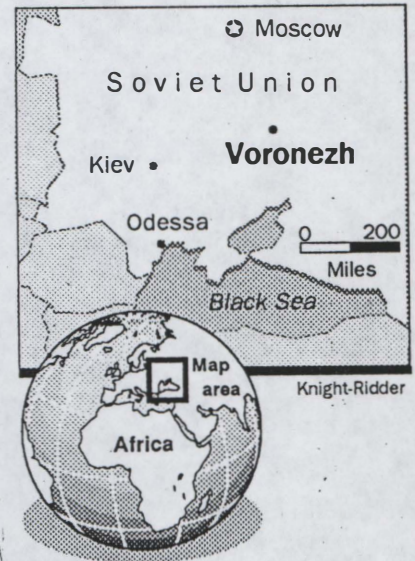 Moscow
Soviet Union
Voronezh
Kiev
Odessa
0 200
Miles
Black Sea
Map
area
Knight-Ridder
Africa